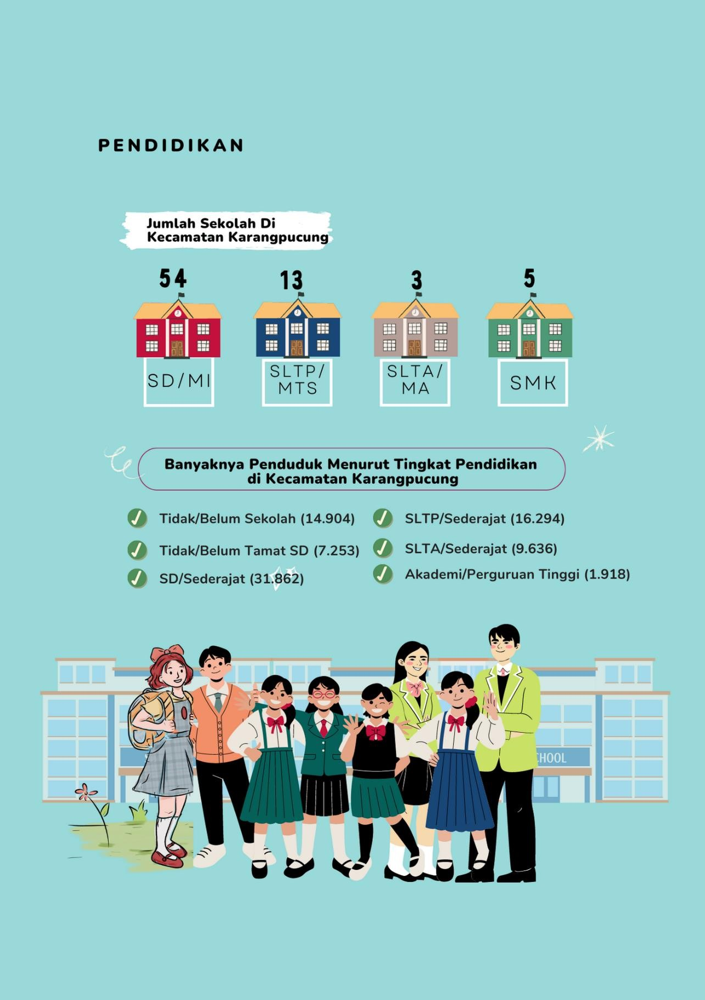 PENDIDIKAN
Jumlah Sekolah Di
Kecamatan Karangpucung
54
13
3
5
SD/MI
SLTP/
MTS
SLTA/
MA
SMK
Banyaknya Penduduk Menurut Tingkat Pendidikan
di Kecamatan Karangpucung
Tidak/Belum Sekolah (14.904)
Tidak/Belum Tamat SD (7.253)
SD/Sederajat (31.862)
SLTP/Sederajat (16.294)
SLTA/Sederajat (9.636)
Akademi/Perguruan Tinggi (1.918)
CHOOL